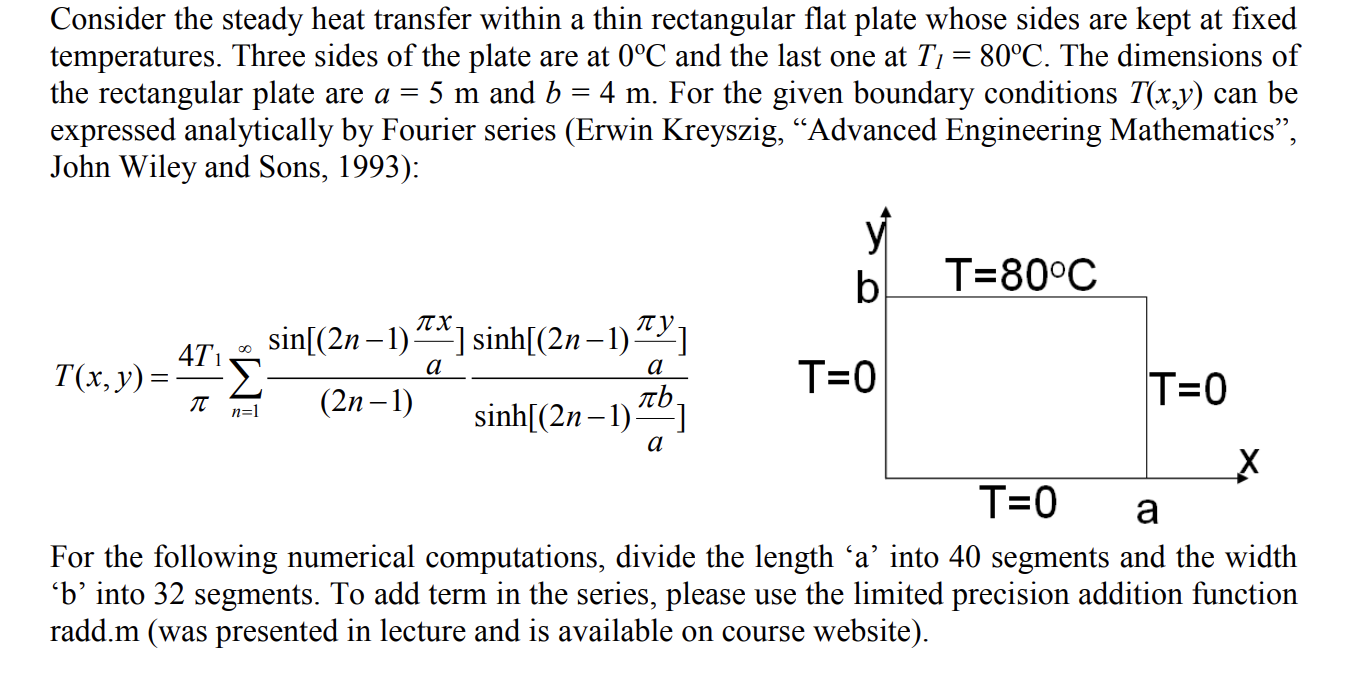 Consider the steady heat transfer within a thin rectangular flat plate whose sides are kept at fixed
temperatures. Three sides of the plate are at 0ºC and the last one at T₁ = 80ºC. The dimensions of
the rectangular plate are a = 5 m and b = 4 m. For the given boundary conditions T(x,y) can be
expressed analytically by Fourier series (Erwin Kreyszig, “Advanced Engineering Mathematics”,
John Wiley and Sons, 1993):
T(x, y) = \frac{4T_1}{\pi} \sum_{n=1}^{\infty} \frac{\sin[(2n-1)\frac{\pi x}{a}]}{(2n-1)} \frac{\sinh[(2n-1)\frac{\pi y}{a}]}{\sinh[(2n-1)\frac{\pi b}{a}]}
y
b
T=80ºC
T=0
T=0
x
T=0
a
For the following numerical computations, divide the length ‘a’ into 40 segments and the width
‘b’ into 32 segments. To add term in the series, please use the limited precision addition function
radd.m (was presented in lecture and is available on course website).